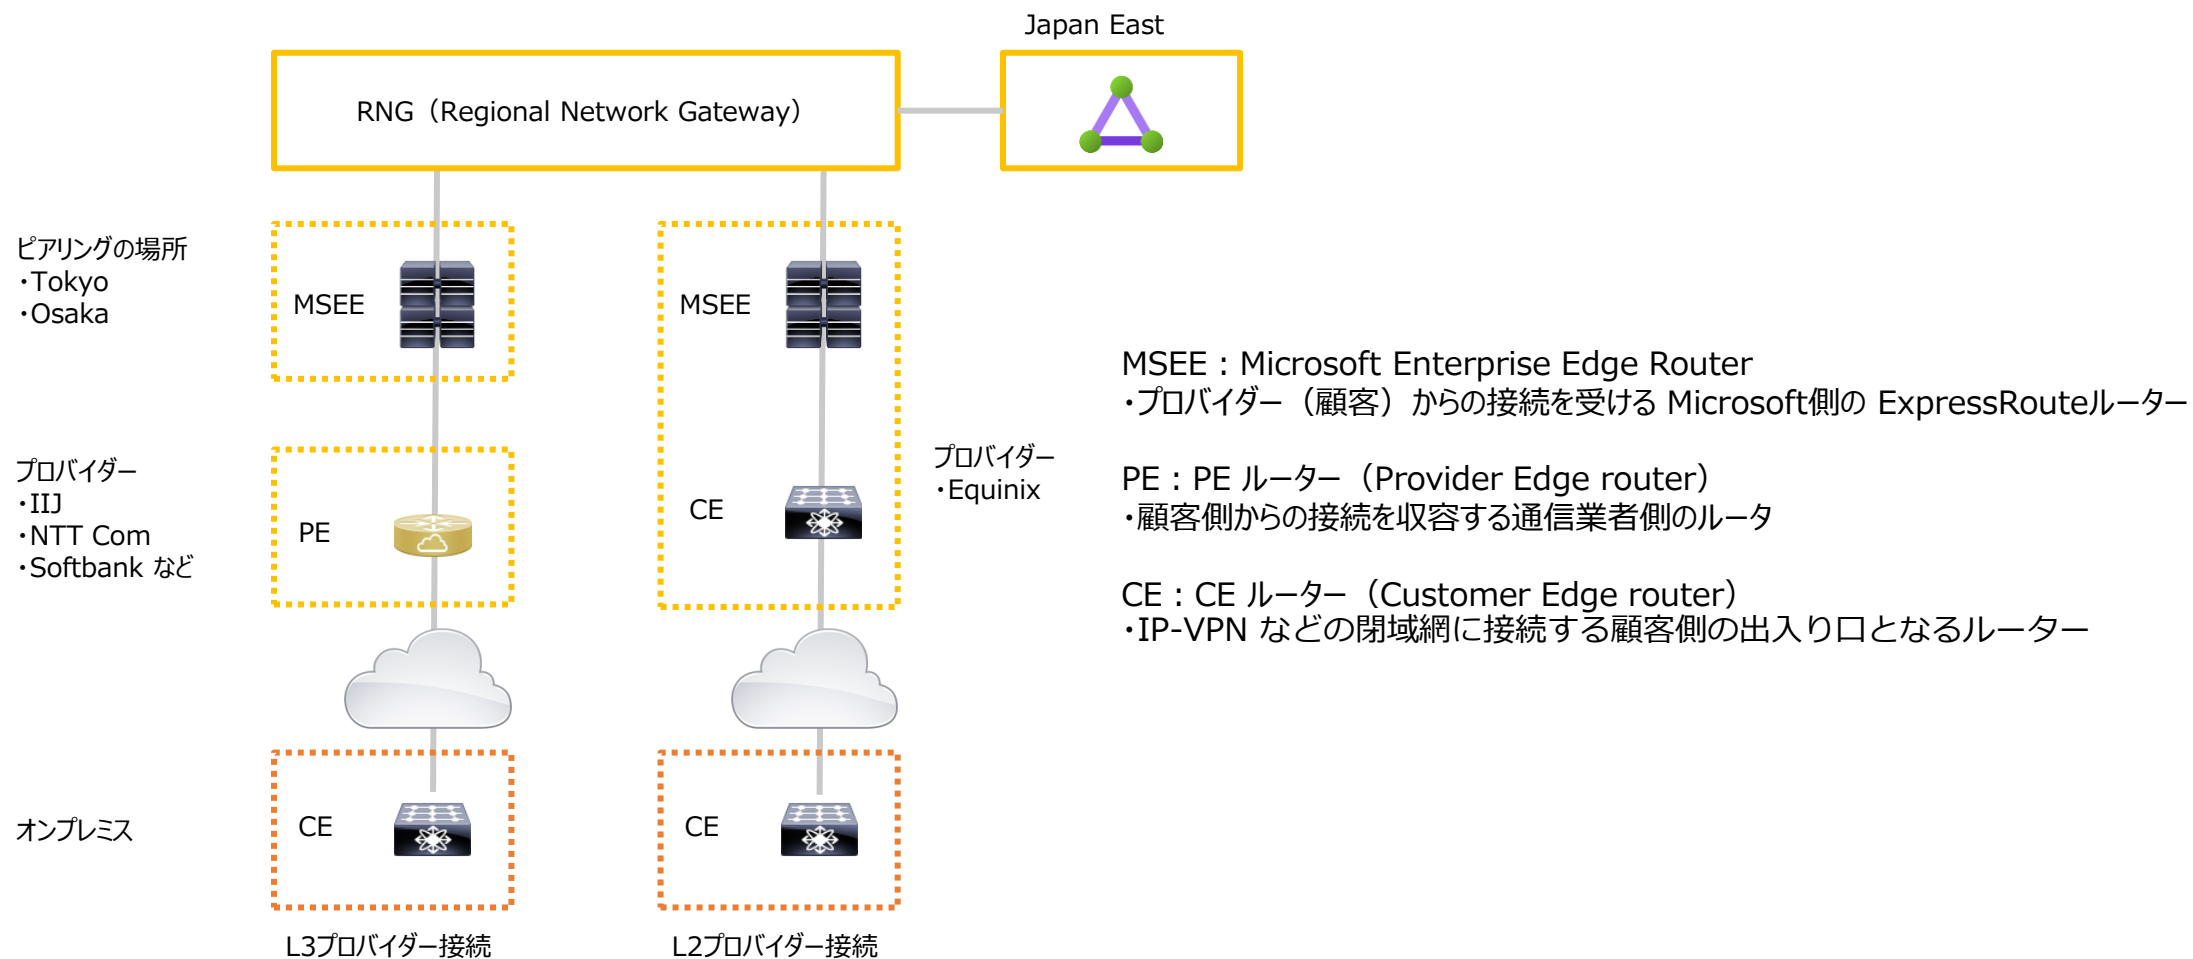 Japan East
RNG（Regional Network Gateway）
ピアリングの場所
・Tokyo
・Osaka
MSEE
MSEE
プロバイダー
・IIJ
・NTT Com
・Softbank など
PE
CE
プロバイダー
・Equinix
オンプレミス
CE
CE
L3プロバイダー接続
L2プロバイダー接続
MSEE：Microsoft Enterprise Edge Router
・プロバイダー（顧客）からの接続を受ける Microsoft側の ExpressRouteルーター
PE：PE ルーター（Provider Edge router）
・顧客側からの接続を収容する通信業者側のルータ
CE：CE ルーター（Customer Edge router）
・IP-VPN などの閉域網に接続する顧客側の出入り口となるルーター